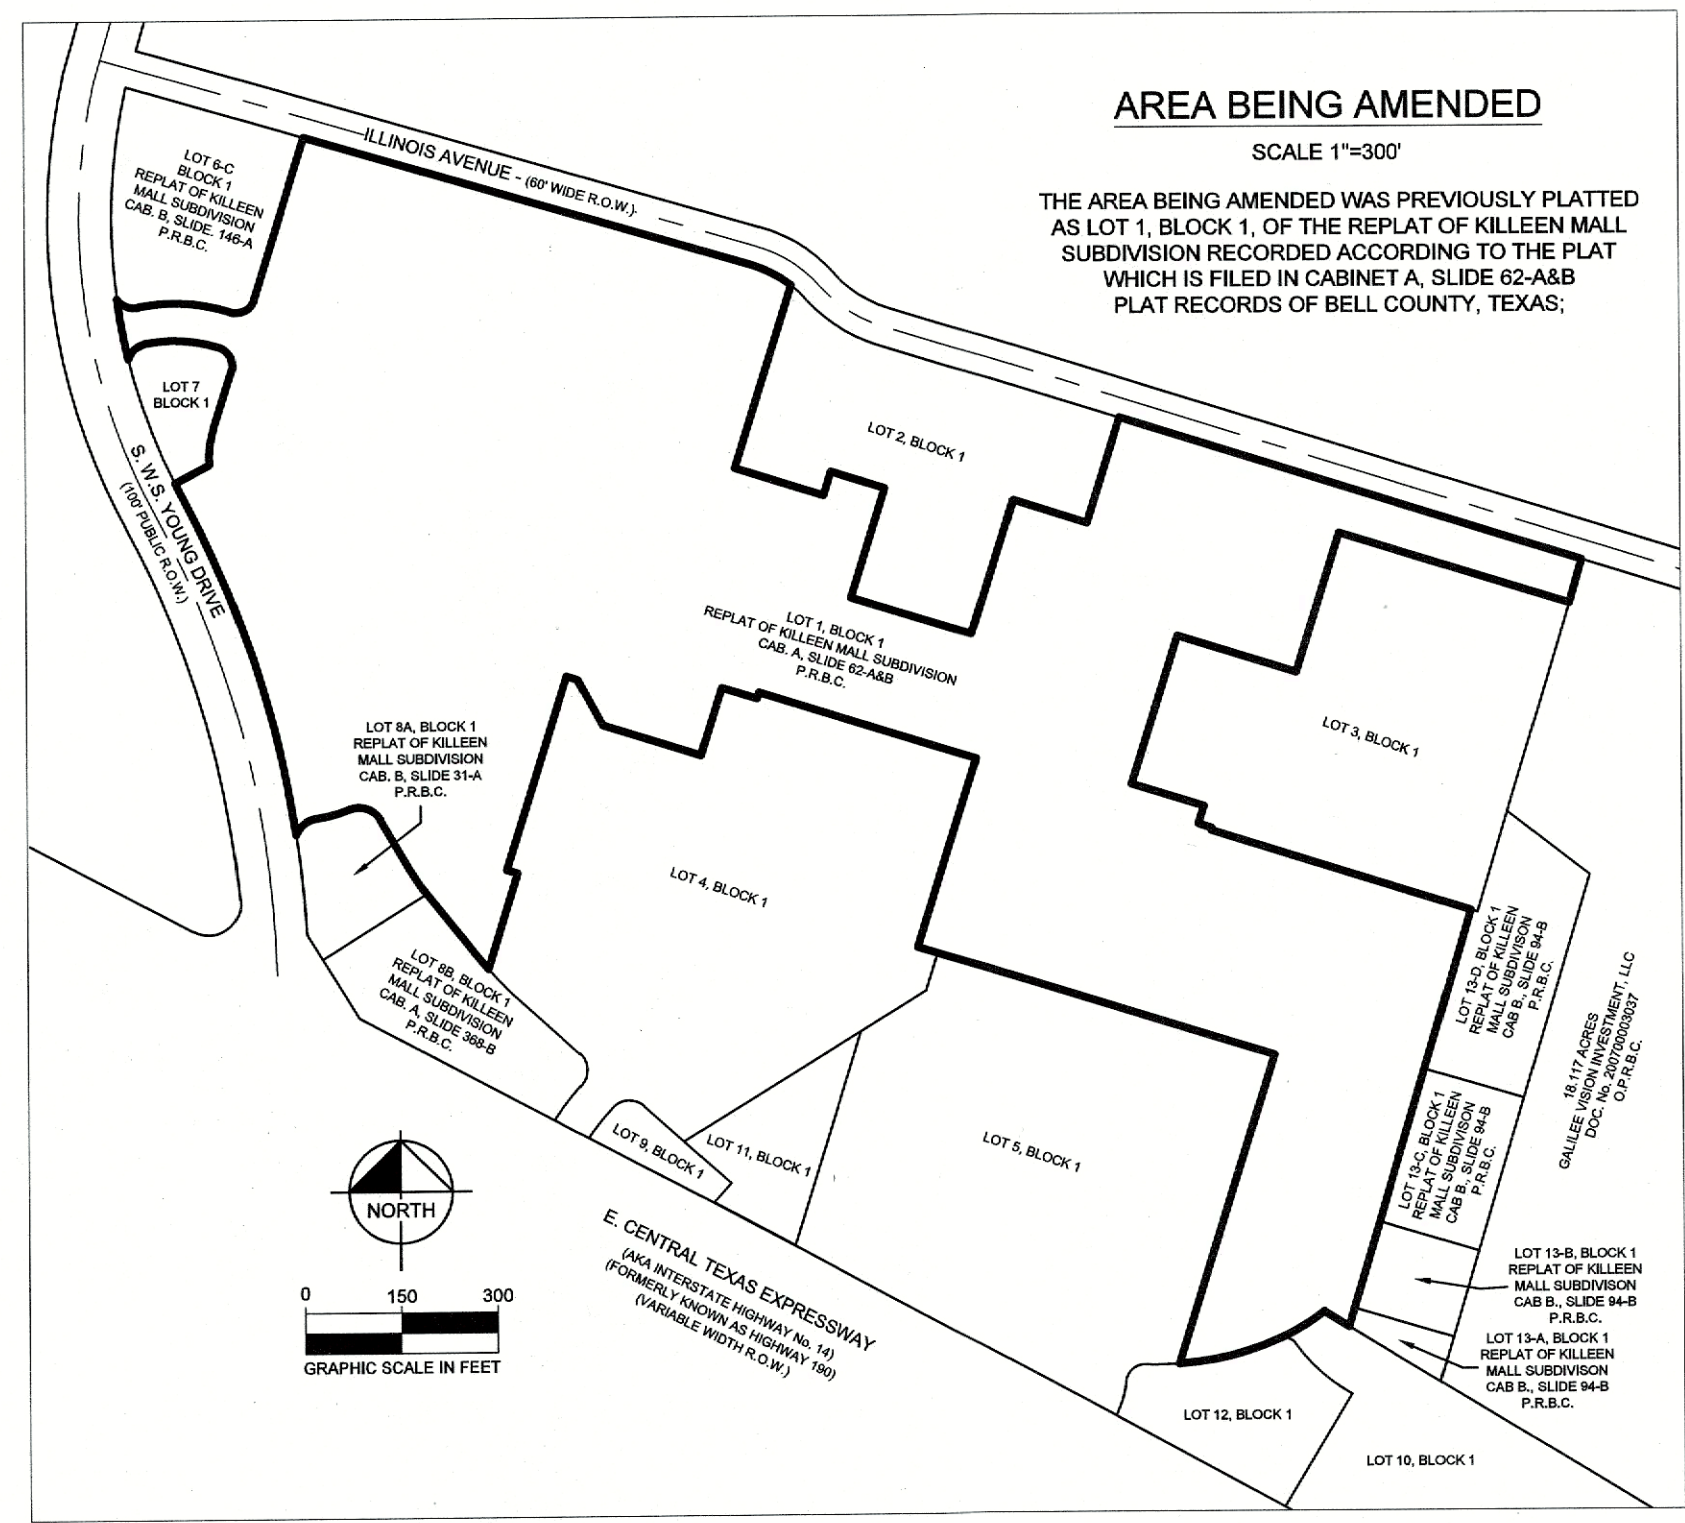 AREA BEING AMENDED
SCALE 1"=300'
THE AREA BEING AMENDED WAS PREVIOUSLY PLATTED
AS LOT 1, BLOCK 1, OF THE REPLAT OF KILLEEN MALL
SUBDIVISION RECORDED ACCORDING TO THE PLAT
WHICH IS FILED IN CABINET A, SLIDE 62-A&B
PLAT RECORDS OF BELL COUNTY, TEXAS;
ILLINOIS AVENUE - (60' WIDE R.O.W.)
LOT 6-C
BLOCK 1
REPLAT OF KILLEEN
MALL SUBDIVISION
CAB. B, SLIDE. 146-A
P.R.B.C.
LOT 7
BLOCK 1
S. W.S. YOUNG DRIVE
(100' PUBLIC R.O.W.)
LOT 2, BLOCK 1
LOT 1, BLOCK 1
REPLAT OF KILLEEN MALL SUBDIVISION
CAB. A, SLIDE 62-A&B
P.R.B.C.
LOT 3, BLOCK 1
LOT 8A, BLOCK 1
REPLAT OF KILLEEN
MALL SUBDIVISION
CAB. B, SLIDE 31-A
P.R.B.C.
LOT 4, BLOCK 1
LOT 8B, BLOCK 1
REPLAT OF KILLEEN
MALL SUBDIVISION
CAB. A, SLIDE 368-B
P.R.B.C.
LOT 13-D, BLOCK 1
REPLAT OF KILLEEN
MALL SUBDIVISON
CAB B., SLIDE 94-B
P.R.B.C.
18.117 ACRES
GALILEE VISION INVESTMENT, LLC
DOC. No. 200700003037
O.P.R.B.C.
LOT 13-C, BLOCK 1
REPLAT OF KILLEEN
MALL SUBDIVISON
CAB B., SLIDE 94-B
P.R.B.C.
LOT 9, BLOCK 1
LOT 11, BLOCK 1
LOT 5, BLOCK 1
NORTH
0 150 300
GRAPHIC SCALE IN FEET
E. CENTRAL TEXAS EXPRESSWAY
(AKA INTERSTATE HIGHWAY No. 14)
(FORMERLY KNOWN AS HIGHWAY 190)
(VARIABLE WIDTH R.O.W.)
LOT 13-B, BLOCK 1
REPLAT OF KILLEEN
MALL SUBDIVISON
CAB B., SLIDE 94-B
P.R.B.C.
LOT 13-A, BLOCK 1
REPLAT OF KILLEEN
MALL SUBDIVISON
CAB B., SLIDE 94-B
P.R.B.C.
LOT 12, BLOCK 1
LOT 10, BLOCK 1